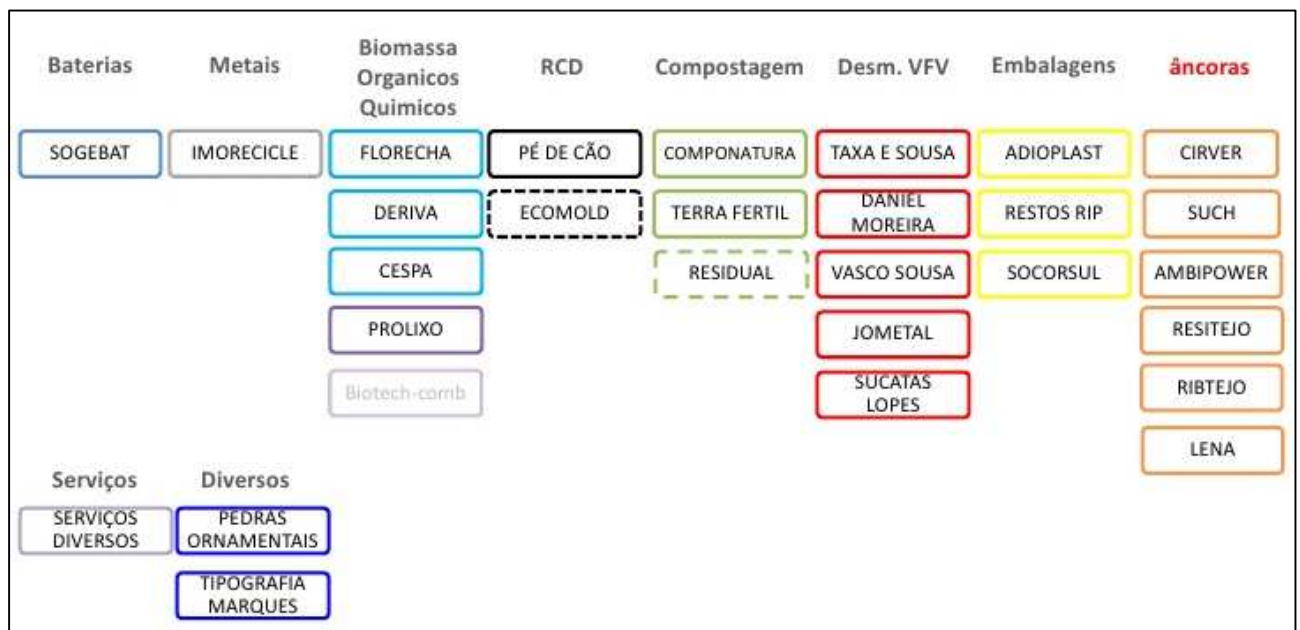 Baterias
Metais
Biomassa
Organicos
Quimicos
RCD
Compostagem
Desm. VFV
Embalagens
âncoras
SOGEBAT
IMORECICLE
FLORECHA
PÉ DE CÃO
COMPONATURA
TAXA E SOUSA
ADIOPLAST
CIRVER
DERIVA
ECOMOLD
TERRA FERTIL
DANIEL
MOREIRA
RESTOS RIP
SUCH
CESPA
RESIDUAL
VASCO SOUSA
SOCORSUL
AMBIPOWER
PROLIXO
JOMETAL
RESITEJO
Biotech-comb
SUCATAS
LOPES
RIBTEJO
LENA
Serviços
Diversos
SERVIÇOS
DIVERSOS
PEDRAS
ORNAMENTAIS
TIPOGRAFIA
MARQUES